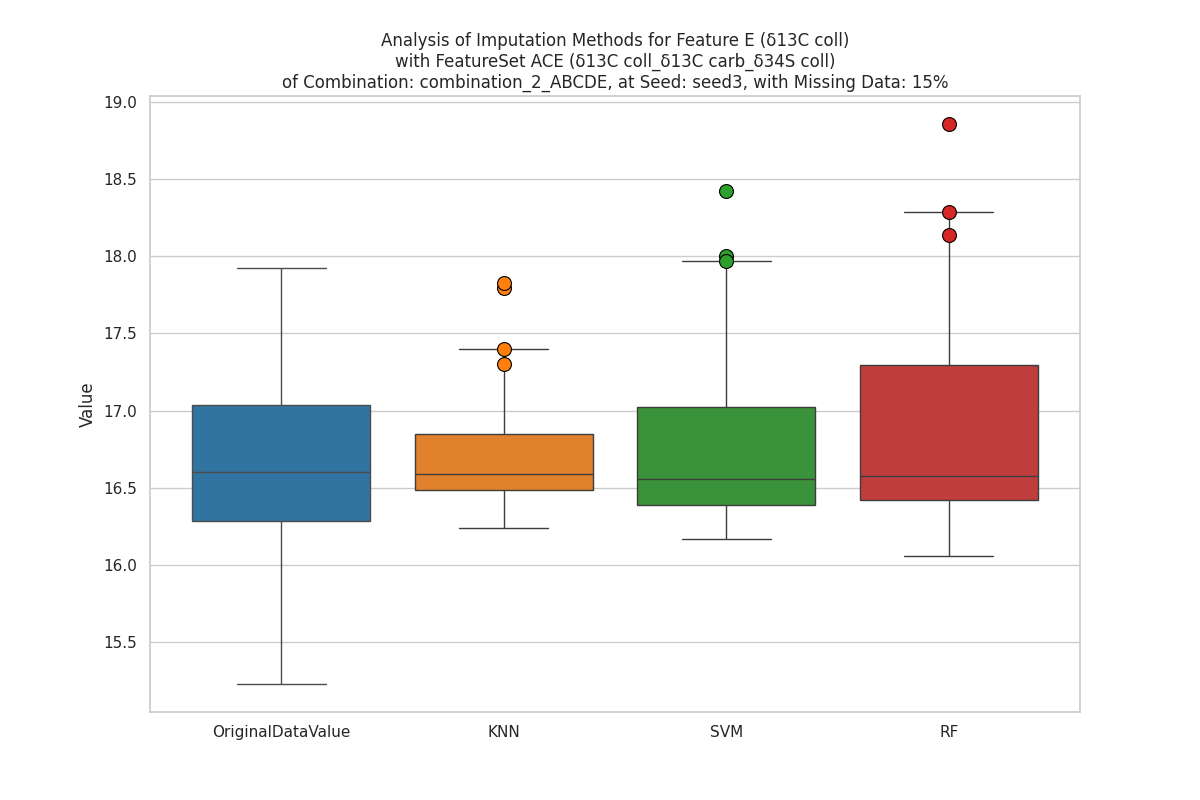 Analysis of Imputation Methods for Feature E (δ13C coll)
with FeatureSet ACE (δ13C coll_δ13C carb_δ34S coll)
of Combination: combination_2_ABCDE, at Seed: seed3, with Missing Data: 15%
19.0
18.5
18.0
17.5
17.0
16.5
16.0
15.5
Value
OriginalDataValue
KNN
SVM
RF